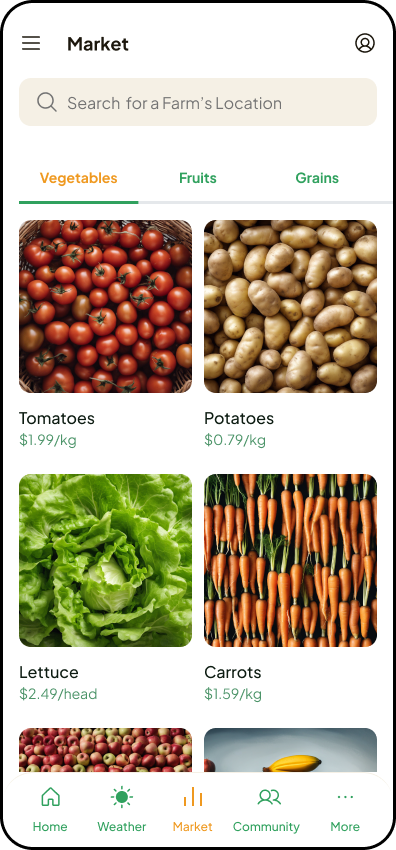 Market
Search for a Farm’s Location
Vegetables Fruits Grains
Tomatoes Potatoes
$1.99/kg $0.79/kg
Lettuce Carrots
$2.49/head $1.59/kg
Home Weather Market Community More